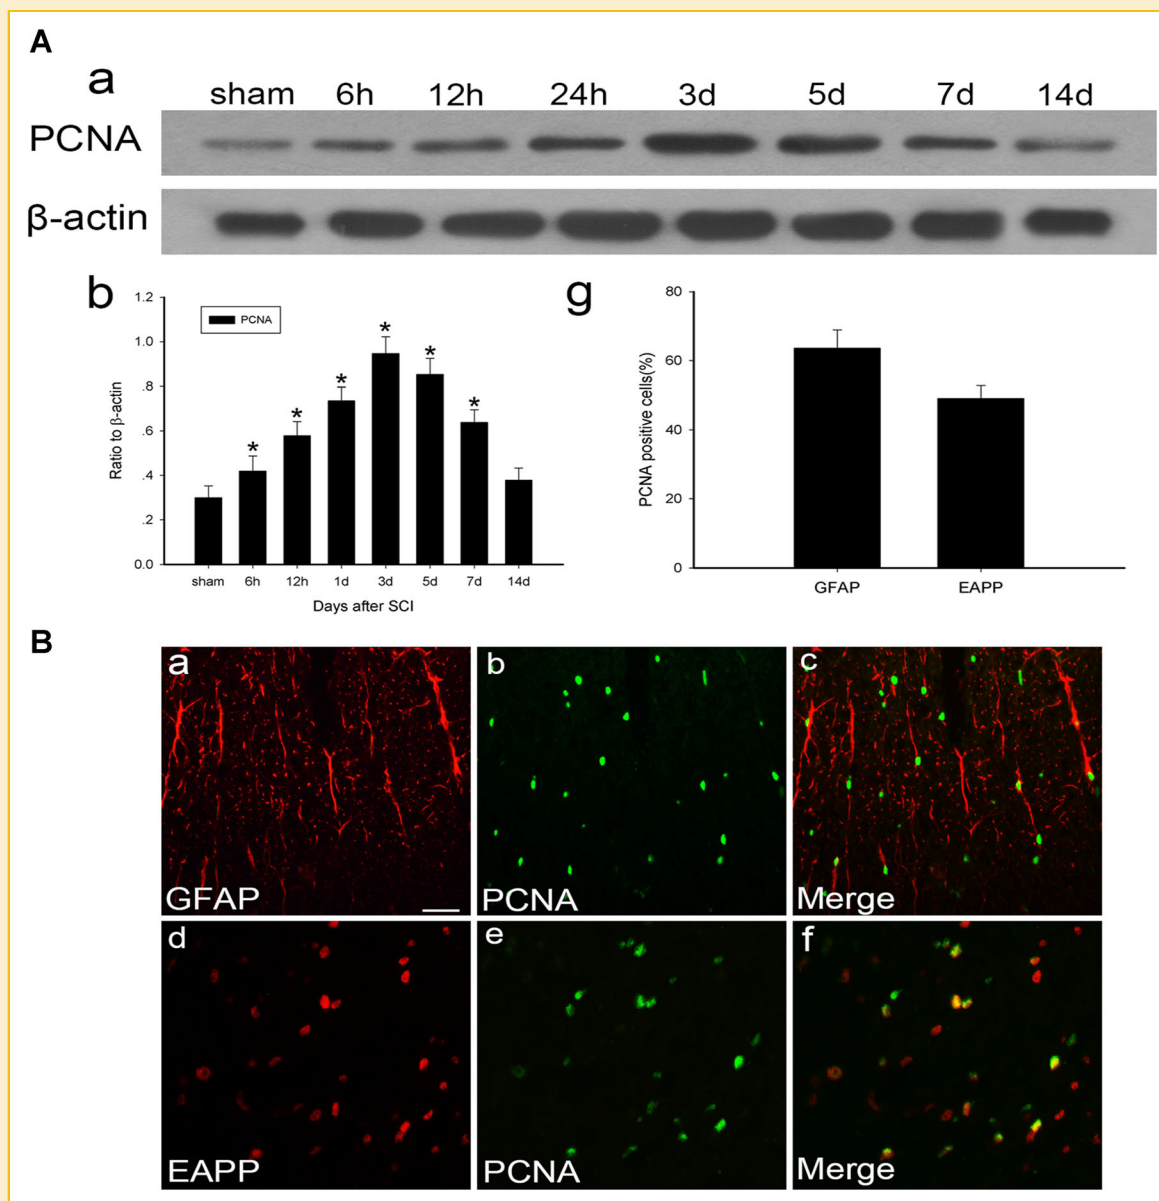 A
a
sham 6h 12h 24h 3d 5d 7d 14d
PCNA
β-actin
b
1.2
1.0
.8
.6
.4
.2
0.0
Ratio to β-actin
PCNA
*
*
*
*
*
*
sham 6h 12h 1d 3d 5d 7d 14d
Days after SCI
g
80
60
40
20
0
PCNA positive cells(%)
GFAP EAPP
B
a b c
GFAP PCNA Merge
d e f
EAPP PCNA Merge